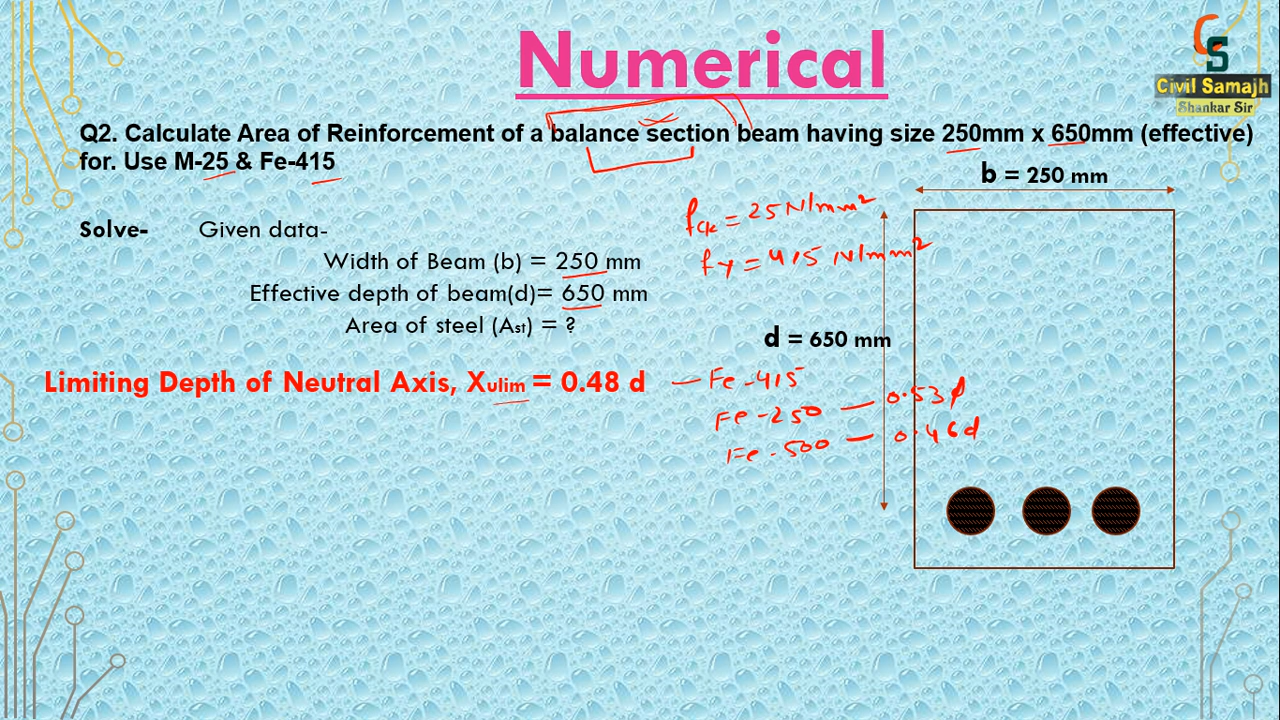 Numerical
CS
Civil Samajh
Shankar Sir
Q2. Calculate Area of Reinforcement of a balance section beam having size 250mm x 650mm (effective)
for. Use M-25 & Fe-415
b = 250 mm
Solve- Given data-
fck = 25 N/mm²
Width of Beam (b) = 250 mm
fy = 415 N/mm²
Effective depth of beam(d)= 650 mm
Area of steel (Ast) = ?
d = 650 mm
Limiting Depth of Neutral Axis, Xulim = 0.48 d — Fe-415
Fe-250 — 0.53d
Fe-500 — 0.46d